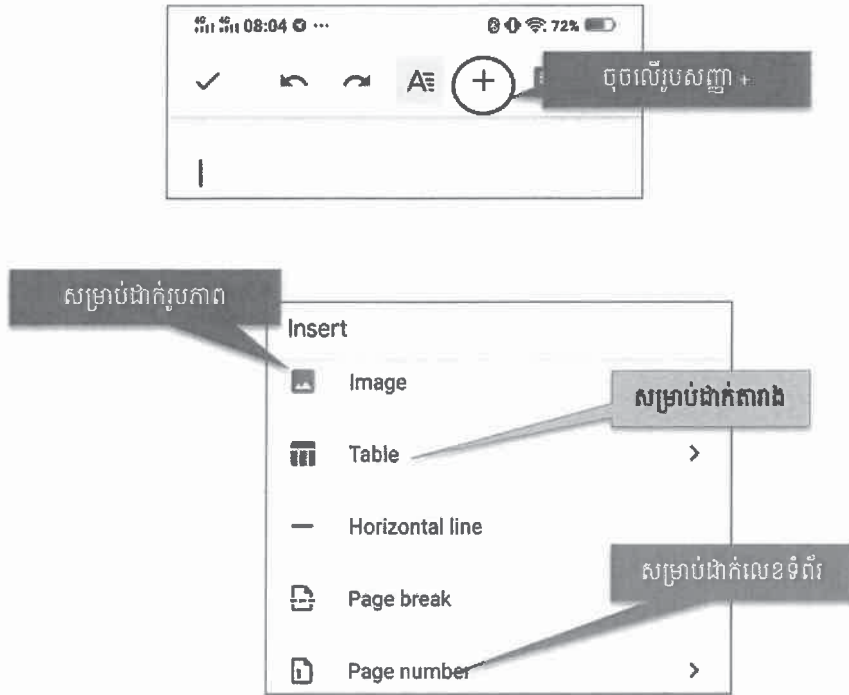 4G 4G 08:04 ··· 72%
A
+
ចុចលើរូបសញ្ញា +
សម្រាប់ដាក់រូបភាព
Insert
Image
សម្រាប់ដាក់តារាង
Table
Horizontal line
សម្រាប់ដាក់លេខទំព័រ
Page break
Page number